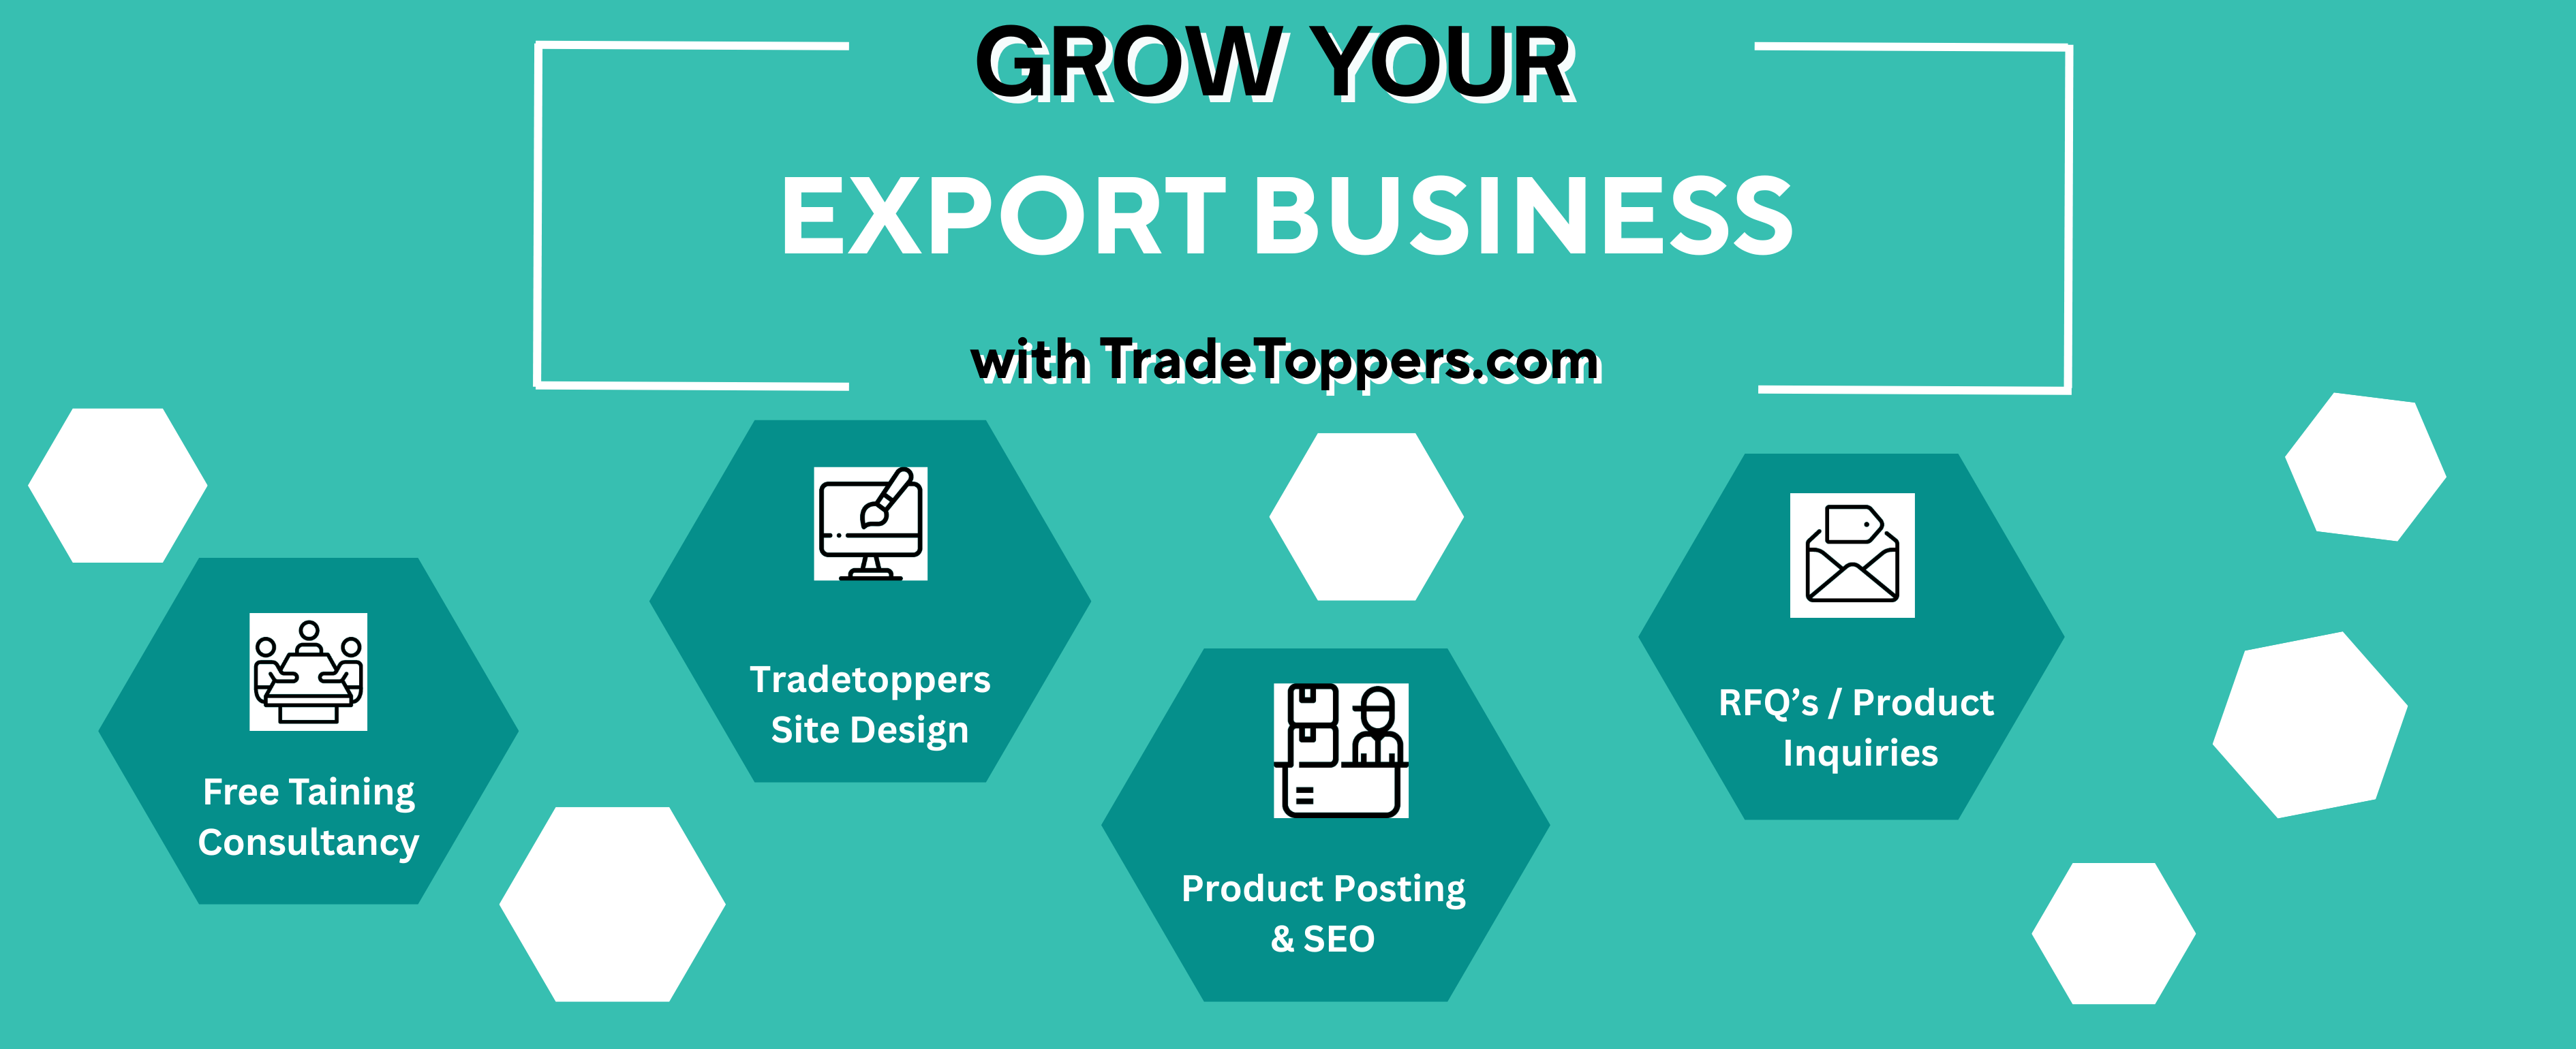 GROW YOUR
EXPORT BUSINESS
with TradeToppers.com
Free Taining
Consultancy
Tradetoppers
Site Design
Product Posting
& SEO
RFQ’s / Product
Inquiries